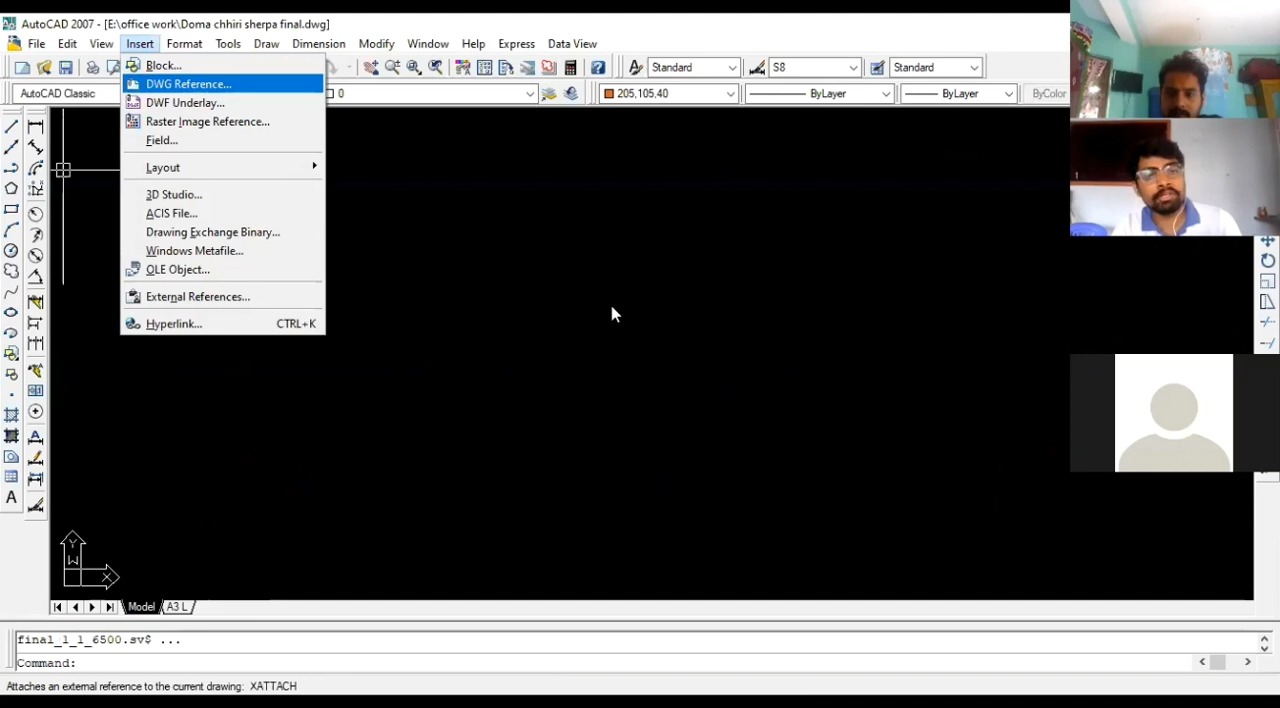 AutoCAD 2007 - [E:\office work\Doma chhiri sherpa final.dwg]
File Edit View Insert Format Tools Draw Dimension Modify Window Help Express Data View
Standard S8 Standard
AutoCAD Classic 0 205,105,40 ByLayer ByLayer ByColor
Block...
DWG Reference...
DWF Underlay...
Raster Image Reference...
Field...
Layout
3D Studio...
ACIS File...
Drawing Exchange Binary...
Windows Metafile...
OLE Object...
External References...
Hyperlink... CTRL+K
A
Y
W
X
Model A3 L
final_1_1_6500.sv$ ...
Command:
Attaches an external reference to the current drawing: XATTACH